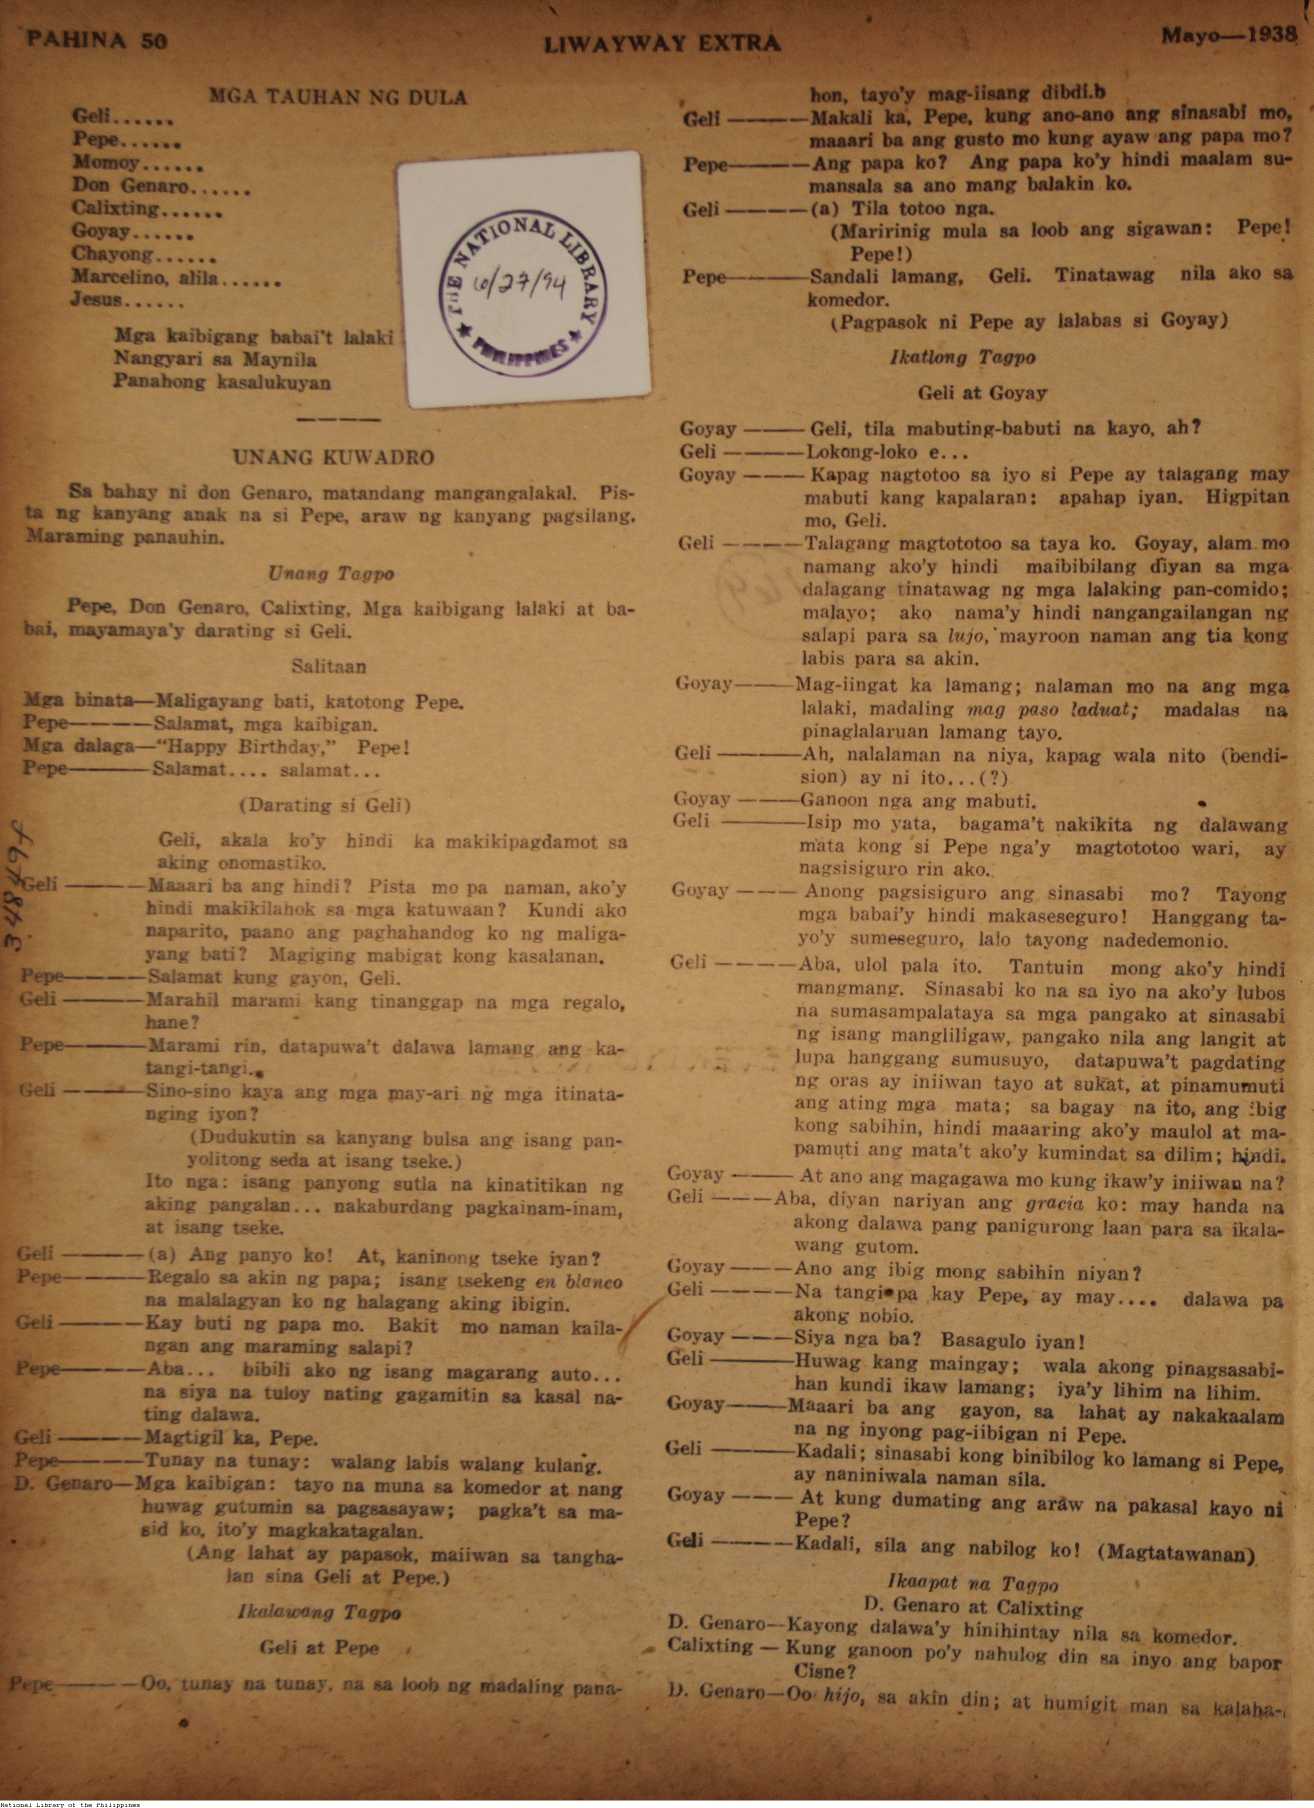 PAHINA 50
LIWAYWAY EXTRA
Mayo—1938
MGA TAUHAN NG DULA
Geli......
Pepe......
Momoy......
Don Genaro......
Calixting......
Goyay......
Chayong......
Marcelino, alila......
Jesus......
Mga kaibigang babai't lalaki
Nangyari sa Maynila
Panahong kasalukuyan
THE NATIONAL LIBRARY
10/27/94
PHILIPPINES
UNANG KUWADRO
Sa bahay ni don Genaro, matandang mangangalakal. Pis-
ta ng kanyang anak na si Pepe, araw ng kanyang pagsilang.
Maraming panauhin.
Unang Tagpo
Pepe, Don Genaro, Calixting, Mga kaibigang lalaki at ba-
bai, mayamaya'y darating si Geli.
Salitaan
Mga binata—Maligayang bati, katotong Pepe.
Pepe————Salamat, mga kaibigan.
Mga dalaga—"Happy Birthday," Pepe!
Pepe————Salamat.... salamat...
(Darating si Geli)
Geli, akala ko'y hindi ka makikipagdamot sa
aking onomastiko.
Geli ————Maaari ba ang hindi? Pista mo pa naman, ako'y
hindi makikilahok sa mga katuwaan? Kundi ako
naparito, paano ang paghahandog ko ng maliga-
yang bati? Magiging mabigat kong kasalanan.
Pepe————Salamat kung gayon, Geli.
Geli ————Marahil marami kang tinanggap na mga regalo,
hane?
Pepe————Marami rin, datapuwa't dalawa lamang ang ka-
tangi-tangi..
Geli ————Sino-sino kaya ang mga may-ari ng mga itinata-
nging iyon?
(Dudukutin sa kanyang bulsa ang isang pan-
yolitong seda at isang tseke.)
Ito nga: isang panyong sutla na kinatitikan ng
aking pangalan... nakaburdang pagkainam-inam,
at isang tseke.
Geli ————(a) Ang panyo ko! At, kaninong tseke iyan?
Pepe————Regalo sa akin ng papa; isang tsekeng en blanco
na malalagyan ko ng halagang aking ibigin.
Geli ————Kay buti ng papa mo. Bakit mo naman kaila-
ngan ang maraming salapi?
Pepe————Aba... bibili ako ng isang magarang auto...
na siya na tuloy nating gagamitin sa kasal na-
ting dalawa.
Geli ————Magtigil ka, Pepe.
Pepe————Tunay na tunay: walang labis walang kulang.
D. Genaro—Mga kaibigan: tayo na muna sa komedor at nang
huwag gutumin sa pagsasayaw; pagka't sa ma-
sid ko, ito'y magkakatagalan.
(Ang lahat ay papasok, maiiwan sa tangha-
lan sina Geli at Pepe.)
Ikalawang Tagpo
Geli at Pepe
Pepe————Oo, tunay na tunay, na sa loob ng madaling pana-
hon, tayo'y mag-iisang dibdi.b
Geli ————Makali ka, Pepe, kung ano-ano ang sinasabi mo,
maaari ba ang gusto mo kung ayaw ang papa mo?
Pepe————Ang papa ko? Ang papa ko'y hindi maalam su-
mansala sa ano mang balakin ko.
Geli ————(a) Tila totoo nga.
(Maririnig mula sa loob ang sigawan: Pepe!
Pepe!)
Pepe————Sandali lamang, Geli. Tinatawag nila ako sa
komedor.
(Pagpasok ni Pepe ay lalabas si Goyay)
Ikatlong Tagpo
Geli at Goyay
Goyay ———Geli, tila mabuting-babuti na kayo, ah?
Geli ————Lokong-loko e...
Goyay ———Kapag nagtotoo sa iyo si Pepe ay talagang may
mabuti kang kapalaran: apahap iyan. Higpitan
mo, Geli.
Geli ————Talagang magtototoo sa taya ko. Goyay, alam mo
namang ako'y hindi maibibilang diyan sa mga
dalagang tinatawag ng mga lalaking pan-comido;
malayo; ako nama'y hindi nangangailangan ng
salapi para sa lujo, mayroon naman ang tia kong
labis para sa akin.
Goyay———Mag-iingat ka lamang; nalaman mo na ang mga
lalaki, madaling mag paso laduat; madalas na
pinaglalaruan lamang tayo.
Geli ————Ah, nalalaman na niya, kapag wala nito (bendi-
sion) ay ni ito...(?)
Goyay ———Ganoon nga ang mabuti.
Geli ————Isip mo yata, bagama't nakikita ng dalawang
mata kong si Pepe nga'y magtototoo wari, ay
nagsisiguro rin ako.
Goyay ——— Anong pagsisiguro ang sinasabi mo? Tayong
mga babai'y hindi makaseseguro! Hanggang ta-
yo'y sumeseguro, lalo tayong nadedemonio.
Geli ————Aba, ulol pala ito. Tantuin mong ako'y hindi
mangmang. Sinasabi ko na sa iyo na ako'y lubos
na sumasampalataya sa mga pangako at sinasabi
ng isang mangliligaw, pangako nila ang langit at
lupa hanggang sumusuyo, datapuwa't pagdating
ng oras ay iniiwan tayo at sukat, at pinamumuti
ang ating mga mata; sa bagay na ito, ang ibig
kong sabihin, hindi maaaring ako'y maulol at ma-
pamuti ang mata't ako'y kumindat sa dilim; hindi.
Goyay ——— At ano ang magagawa mo kung ikaw'y iniiwan na?
Geli ———Aba, diyan nariyan ang gracia ko: may handa na
akong dalawa pang panigurong laan para sa ikala-
wang gutom.
Goyay ———Ano ang ibig mong sabihin niyan?
Geli ————Na tangi pa kay Pepe, ay may.... dalawa pa
akong nobio.
Goyay ———Siya nga ba? Basagulo iyan!
Geli ————Huwag kang maingay; wala akong pinagsasabi-
han kundi ikaw lamang; iya'y lihim na lihim.
Goyay———Maaari ba ang gayon, sa lahat ay nakakaalam
na ng inyong pag-iibigan ni Pepe.
Geli ————Kadali; sinasabi kong binibilog ko lamang si Pepe,
ay naniniwala naman sila.
Goyay ——— At kung dumating ang araw na pakasal kayo ni
Pepe?
Geli ————Kadali, sila ang nabilog ko! (Magtatawanan)
Ikaapat na Tagpo
D. Genaro at Calixting
D. Genaro—Kayong dalawa'y hinihintay nila sa komedor.
Calixting — Kung ganoon po'y nahulog din sa inyo ang bapor
Cisne?
D. Genaro—Oo hijo, sa akin din; at humigit man sa kalaha-
348494
National Library of the Philippines